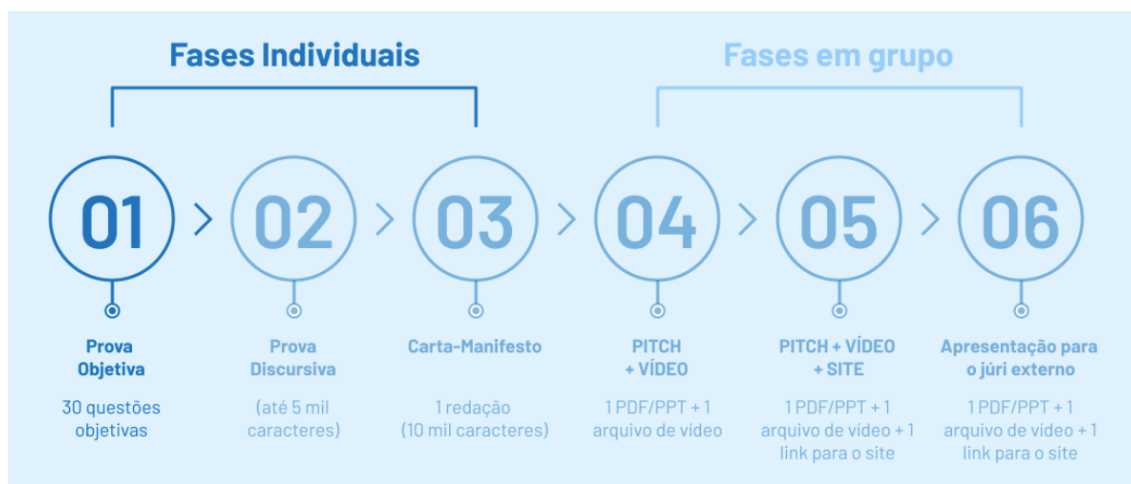 Fases Individuais
Fases em grupo
01
>
02
>
03
>
04
>
05
>
06
Prova
Objetiva
30 questões
objetivas
Prova
Discursiva
(até 5 mil
caracteres)
Carta-Manifesto
1 redação
(10 mil caracteres)
PITCH
+ VÍDEO
1 PDF/PPT + 1
arquivo de vídeo
PITCH + VÍDEO
+ SITE
1 PDF/PPT + 1
arquivo de vídeo + 1
link para o site
Apresentação para
o júri externo
1 PDF/PPT + 1
arquivo de vídeo + 1
link para o site